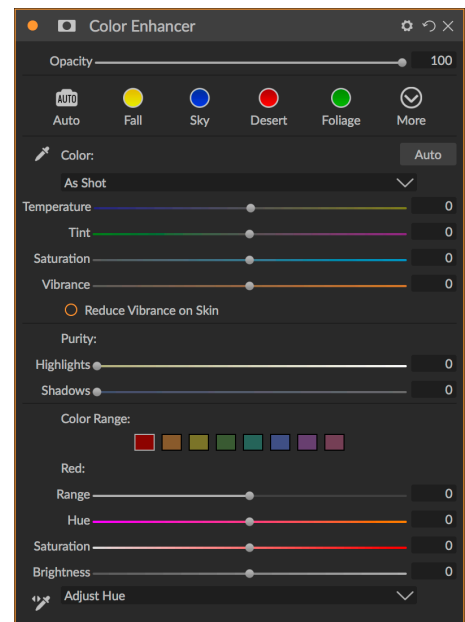 Color Enhancer
Opacity 100
AUTO
Auto Fall Sky Desert Foliage More
Color: Auto
As Shot
Temperature 0
Tint 0
Saturation 0
Vibrance 0
Reduce Vibrance on Skin
Purity:
Highlights 0
Shadows 0
Color Range:
Red:
Range 0
Hue 0
Saturation 0
Brightness 0
Adjust Hue